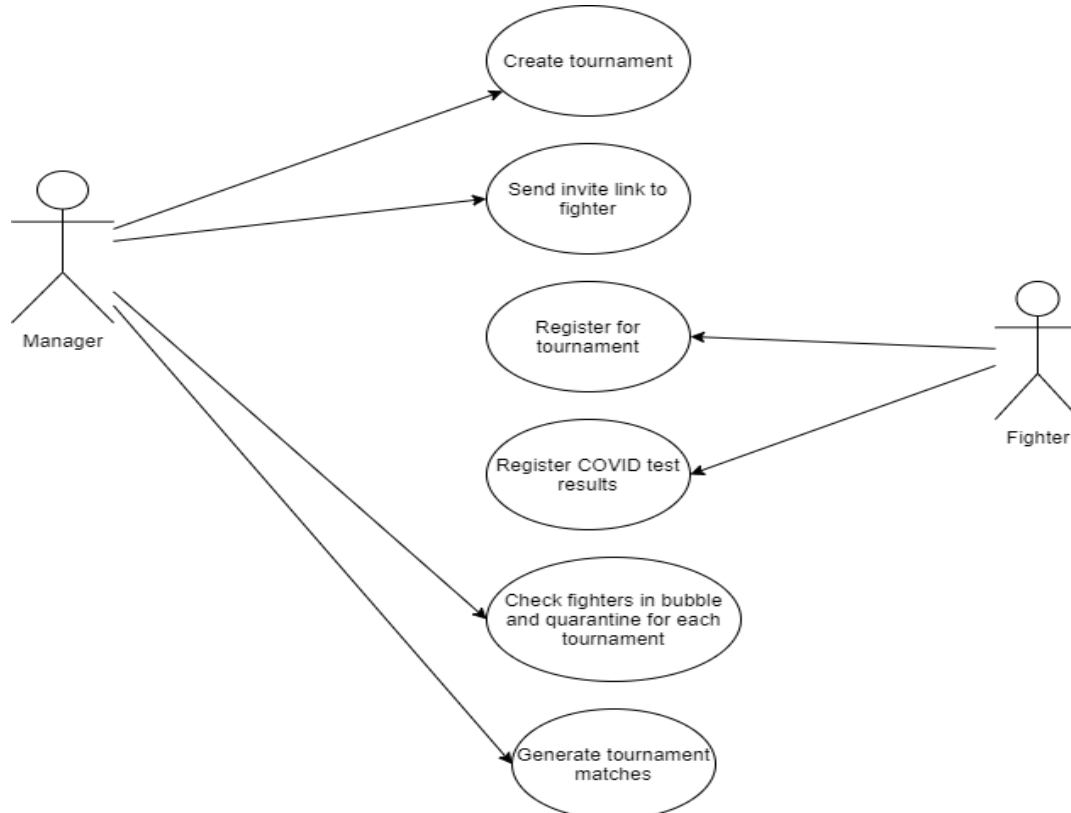 Create tournament
Send invite link to
fighter
Manager
Register for
tournament
Fighter
Register COVID test
results
Check fighters in bubble
and quarantine for each
tournament
Generate tournament
matches